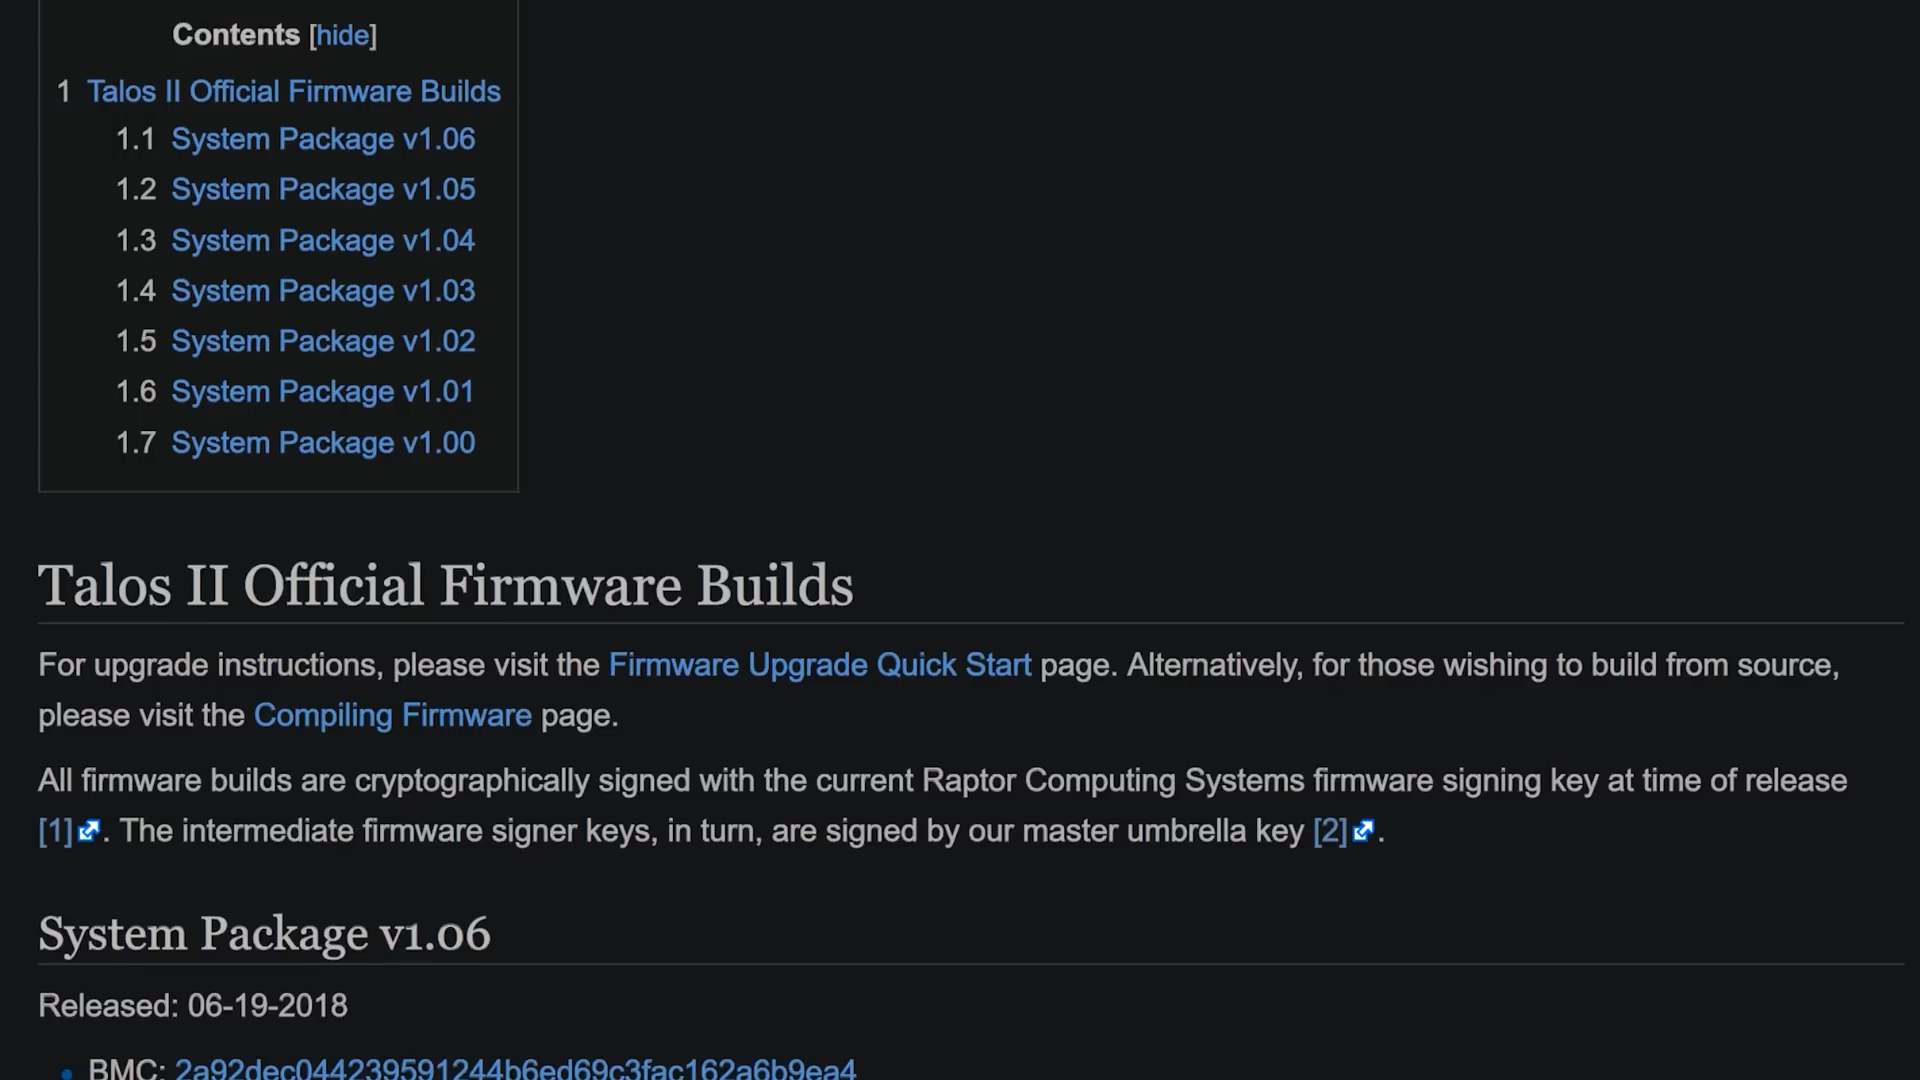 Contents [hide]
1 Talos II Official Firmware Builds
1.1 System Package v1.06
1.2 System Package v1.05
1.3 System Package v1.04
1.4 System Package v1.03
1.5 System Package v1.02
1.6 System Package v1.01
1.7 System Package v1.00
Talos II Official Firmware Builds
For upgrade instructions, please visit the Firmware Upgrade Quick Start page. Alternatively, for those wishing to build from source,
please visit the Compiling Firmware page.
All firmware builds are cryptographically signed with the current Raptor Computing Systems firmware signing key at time of release
[1]. The intermediate firmware signer keys, in turn, are signed by our master umbrella key [2].
System Package v1.06
Released: 06-19-2018
BMC: 2a92dec044239591244b6ed69c3fac162a6b9ea4